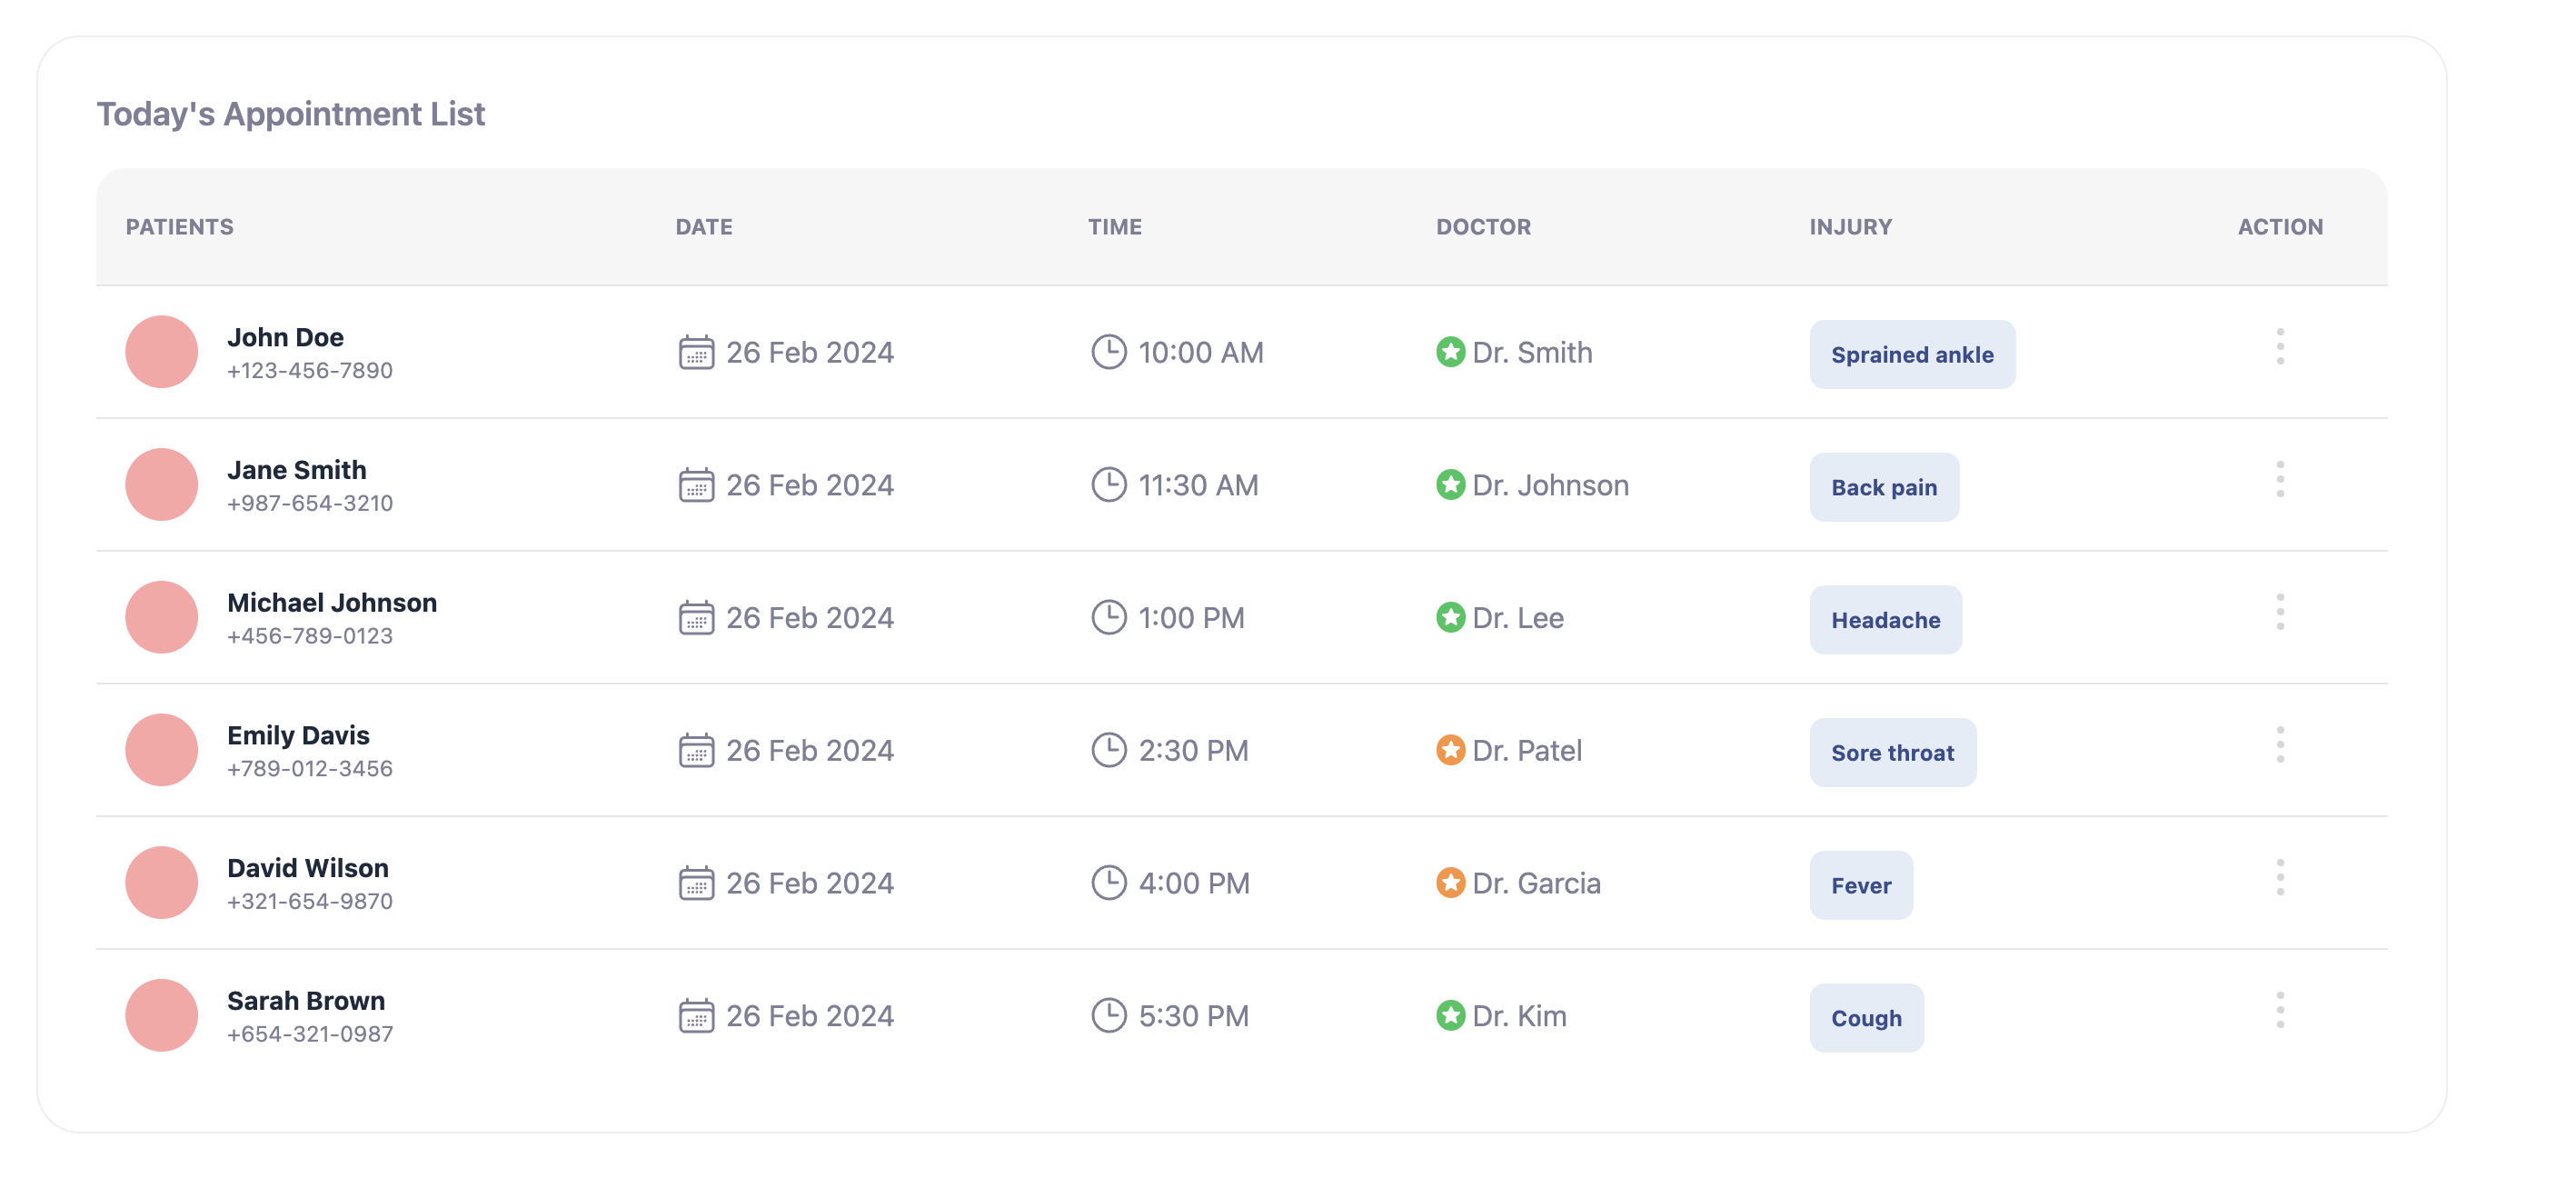 Today's Appointment List
PATIENTS DATE TIME DOCTOR INJURY ACTION
John Doe
+123-456-7890
26 Feb 2024 10:00 AM Dr. Smith Sprained ankle
Jane Smith
+987-654-3210
26 Feb 2024 11:30 AM Dr. Johnson Back pain
Michael Johnson
+456-789-0123
26 Feb 2024 1:00 PM Dr. Lee Headache
Emily Davis
+789-012-3456
26 Feb 2024 2:30 PM Dr. Patel Sore throat
David Wilson
+321-654-9870
26 Feb 2024 4:00 PM Dr. Garcia Fever
Sarah Brown
+654-321-0987
26 Feb 2024 5:30 PM Dr. Kim Cough